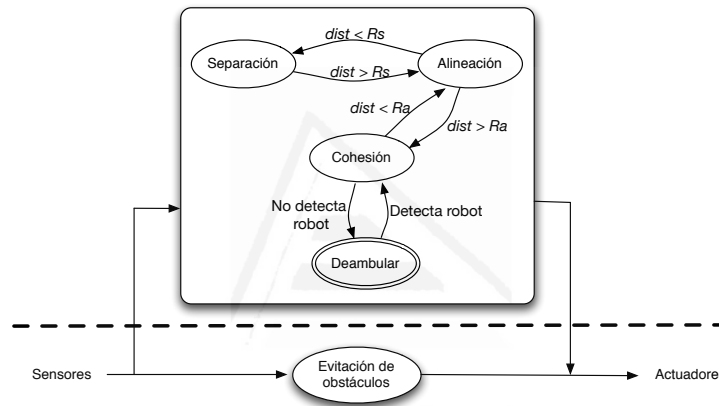 dist < Rs
Separación
Alineación
dist > Rs
dist < Ra
dist > Ra
Cohesión
No detecta
robot
Detecta robot
Deambular
Sensores
Evitación de
obstáculos
Actuadore